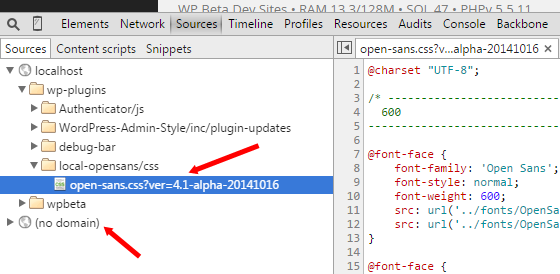 WP Beta Dev Sites • RAM 13.3/128M • SQL 47 • PHPv 5.5.11
Elements Network Sources Timeline Profiles Resources Audits Console Backbone
Sources Content scripts Snippets
localhost
wp-plugins
Authenticator/js
WordPress-Admin-Style/inc/plugin-updates
debug-bar
local-opensans/css
open-sans.css?ver=4.1-alpha-20141016
wpbeta
(no domain)
open-sans.css?v…alpha-20141016 ×
1 @charset "UTF-8";
2
3 /* -------------------------
4 600
5 ----------------------------
6
7 @font-face {
8 font-family: 'Open Sans';
9 font-style: normal;
10 font-weight: 600;
11 src: url('../fonts/OpenSa
12 src: url('../fonts/OpenSa
13 }
14
15 @font-face {